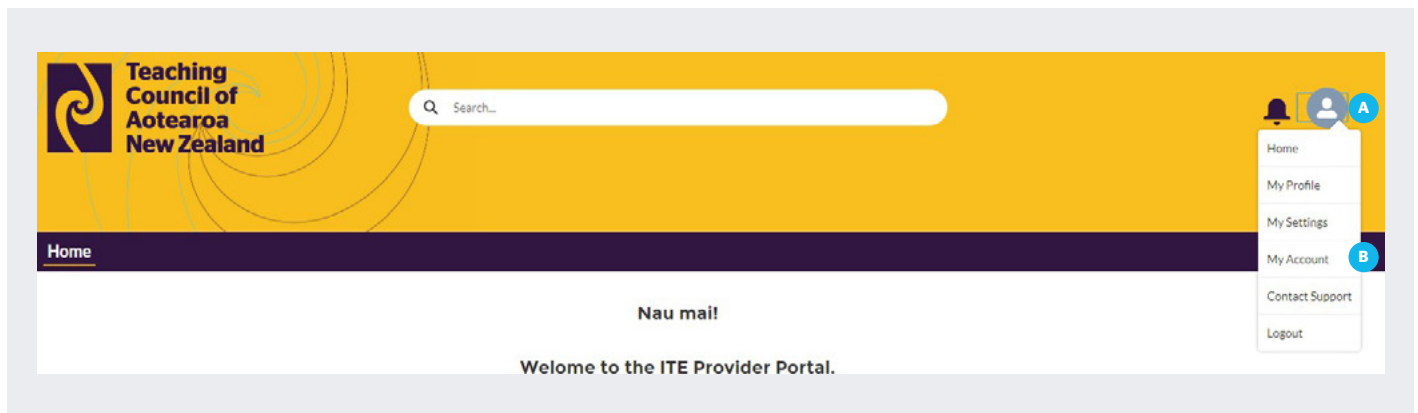 Teaching
Council of
Aotearoa
New Zealand
Search...
A
Home
My Profile
My Settings
My Account
B
Contact Support
Logout
Home
Nau mai!
Welome to the ITE Provider Portal.